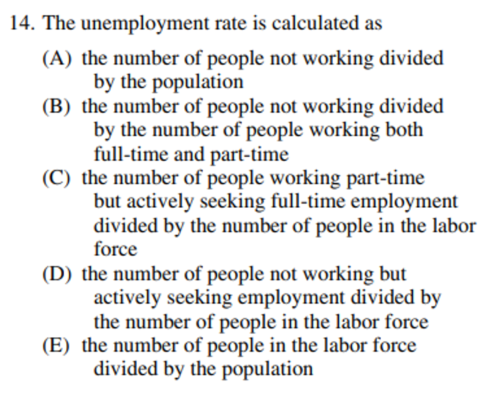 14. The unemployment rate is calculated as
(A) the number of people not working divided
by the population
(B) the number of people not working divided
by the number of people working both
full-time and part-time
(C) the number of people working part-time
but actively seeking full-time employment
divided by the number of people in the labor
force
(D) the number of people not working but
actively seeking employment divided by
the number of people in the labor force
(E) the number of people in the labor force
divided by the population